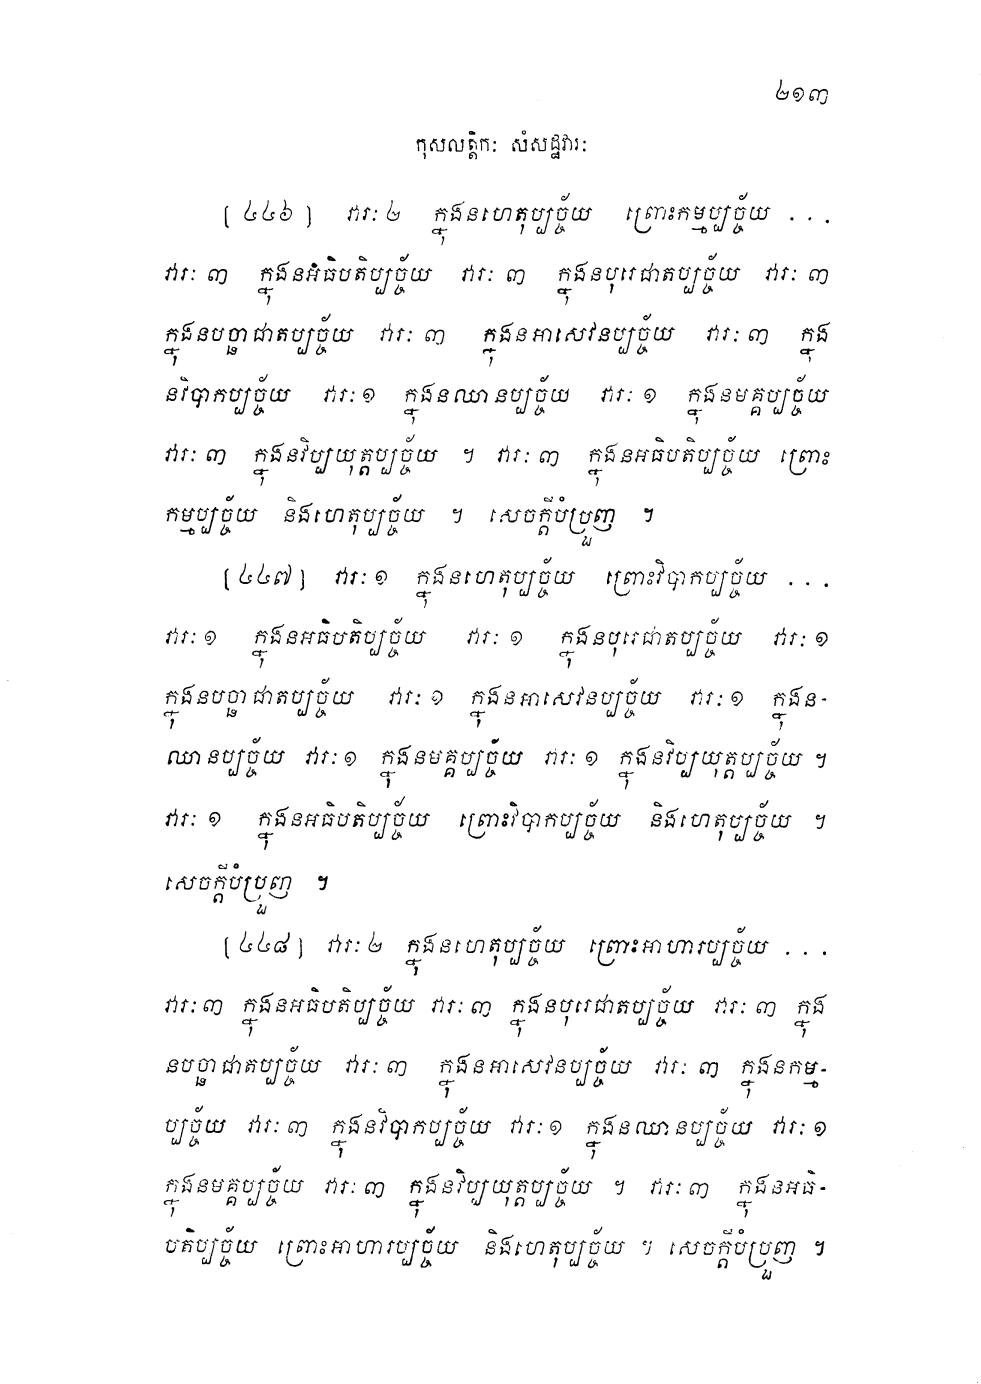 ២១៣
កុសលត្តិកៈ សំសដ្ឋវារៈ
[ ៤៤៦ ] វារៈ ២ ក្នុងនហេតុប្បច្ច័យ ព្រោះកម្មប្បច្ច័យ . . .
វារៈ ៣ ក្នុងនអធិបតិប្បច្ច័យ វារៈ ៣ ក្នុងនបុរេជាតប្បច្ច័យ វារៈ ៣
ក្នុងនបច្ឆាជាតប្បច្ច័យ វារៈ ៣ ក្នុងនអាសេវនប្បច្ច័យ វារៈ ៣ ក្នុង
នវិបាកប្បច្ច័យ វារៈ ១ ក្នុងនឈានប្បច្ច័យ វារៈ ១ ក្នុងនមគ្គប្បច្ច័យ
វារៈ ៣ ក្នុងនវិប្បយុត្តប្បច្ច័យ ។ វារៈ ៣ ក្នុងនអធិបតិប្បច្ច័យ ព្រោះ
កម្មប្បច្ច័យ និងហេតុប្បច្ច័យ ។ សេចក្តីបំប្រួញ ។
[ ៤៤៧ ] វារៈ ១ ក្នុងនហេតុប្បច្ច័យ ព្រោះវិបាកប្បច្ច័យ . . .
វារៈ ១ ក្នុងនអធិបតិប្បច្ច័យ វារៈ ១ ក្នុងនបុរេជាតប្បច្ច័យ វារៈ ១
ក្នុងនបច្ឆាជាតប្បច្ច័យ វារៈ ១ ក្នុងនអាសេវនប្បច្ច័យ វារៈ ១ ក្នុងន-
ឈានប្បច្ច័យ វារៈ ១ ក្នុងនមគ្គប្បច្ច័យ វារៈ ១ ក្នុងនវិប្បយុត្តប្បច្ច័យ ។
វារៈ ១ ក្នុងនអធិបតិប្បច្ច័យ ព្រោះវិបាកប្បច្ច័យ និងហេតុប្បច្ច័យ ។
សេចក្តីបំប្រួញ ។
[ ៤៤៨ ] វារៈ ២ ក្នុងនហេតុប្បច្ច័យ ព្រោះអាហារប្បច្ច័យ . . .
វារៈ ៣ ក្នុងនអធិបតិប្បច្ច័យ វារៈ ៣ ក្នុងនបុរេជាតប្បច្ច័យ វារៈ ៣ ក្នុង
នបច្ឆាជាតប្បច្ច័យ វារៈ ៣ ក្នុងនអាសេវនប្បច្ច័យ វារៈ ៣ ក្នុងនកម្ម-
ប្បច្ច័យ វារៈ ៣ ក្នុងនវិបាកប្បច្ច័យ វារៈ ១ ក្នុងនឈានប្បច្ច័យ វារៈ ១
ក្នុងនមគ្គប្បច្ច័យ វារៈ ៣ ក្នុងនវិប្បយុត្តប្បច្ច័យ ។ វារៈ ៣ ក្នុងនអធិ-
បតិប្បច្ច័យ ព្រោះអាហារប្បច្ច័យ និងហេតុប្បច្ច័យ ។ សេចក្តីបំប្រួញ ។